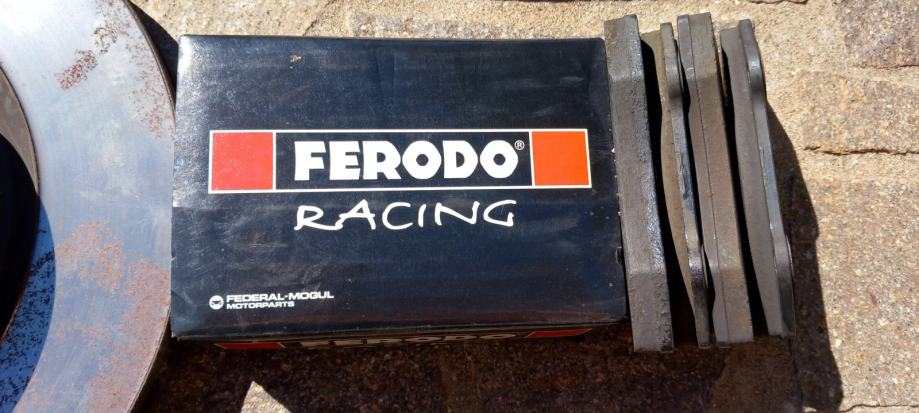 FERODO®
RACING
FEDERAL-MOGUL
MOTORPARTS
FERODO